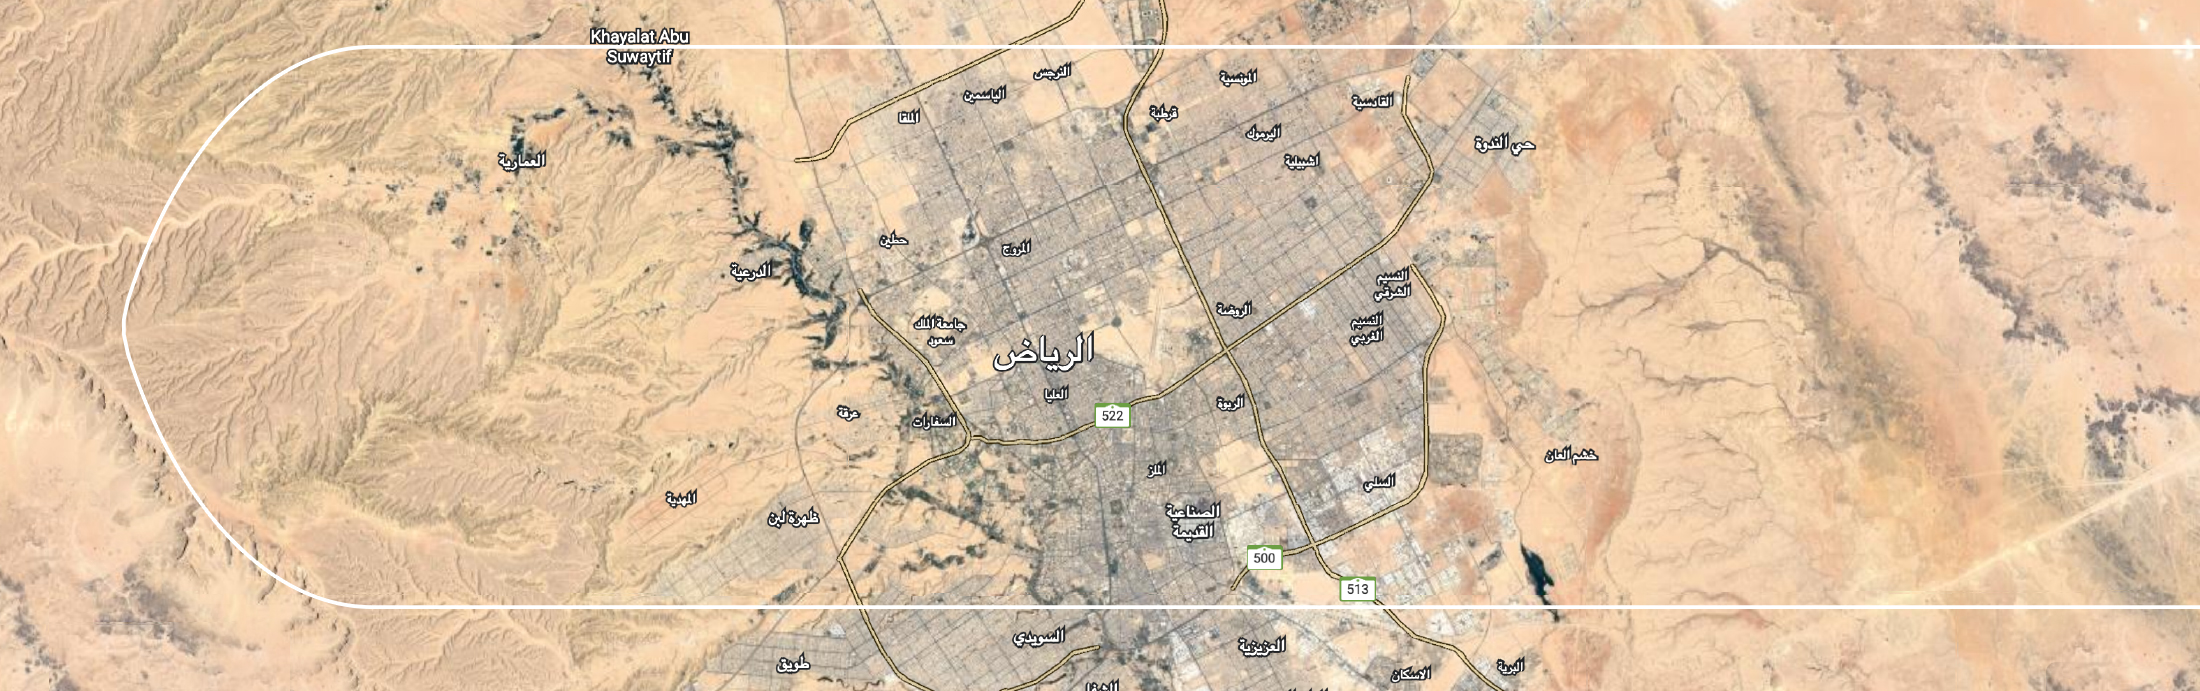 Khayalat Abu
Suwaytif
النرجس
المؤنسية
الياسمين
القادسية
الملقا
قرطبة
اليرموك
حي الندوة
العمارية
اشبيلية
حطين
المروج
الدرعية
النسيم
الشرقي
الروضة
جامعة الملك
سعود
النسيم
الغربي
الرياض
العليا
الربوة
عرقة
522
السفارات
خشم العان
الملز
السلي
المهدية
الصناعية
القديمة
ظهرة لبن
500
513
السويدي
العزيزية
طويق
البرية
الاسكان